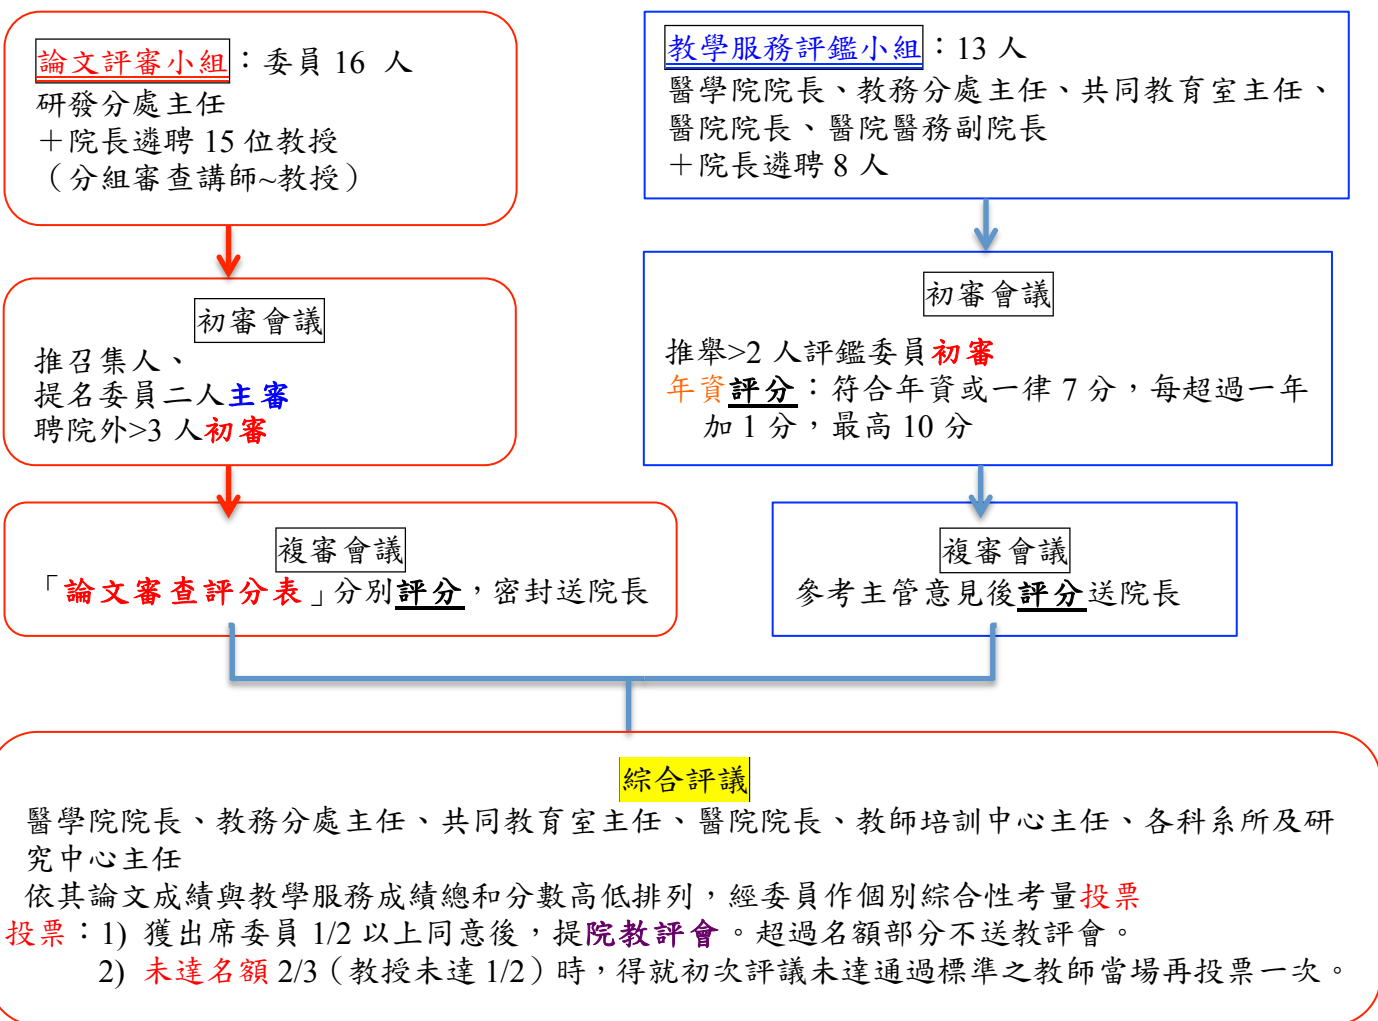 論文評審小組：委員 16 人
研發分處主任
＋院長遴聘 15 位教授
（分組審查講師~教授）
教學服務評鑑小組：13 人
醫學院院長、教務分處主任、共同教育室主任、
醫院院長、醫院醫務副院長
＋院長遴聘 8 人
初審會議
推召集人、
提名委員二人主審
聘院外>3 人初審
初審會議
推舉>2 人評鑑委員初審
年資評分：符合年資或一律 7 分，每超過一年
加 1 分，最高 10 分
複審會議
「論文審查評分表」分別評分，密封送院長
複審會議
參考主管意見後評分送院長
綜合評議
醫學院院長、教務分處主任、共同教育室主任、醫院院長、教師培訓中心主任、各科系所及研
究中心主任
依其論文成績與教學服務成績總和分數高低排列，經委員作個別綜合性考量投票
投票：1) 獲出席委員 1/2 以上同意後，提院教評會。超過名額部分不送教評會。
2) 未達名額 2/3（教授未達 1/2）時，得就初次評議未達通過標準之教師當場再投票一次。